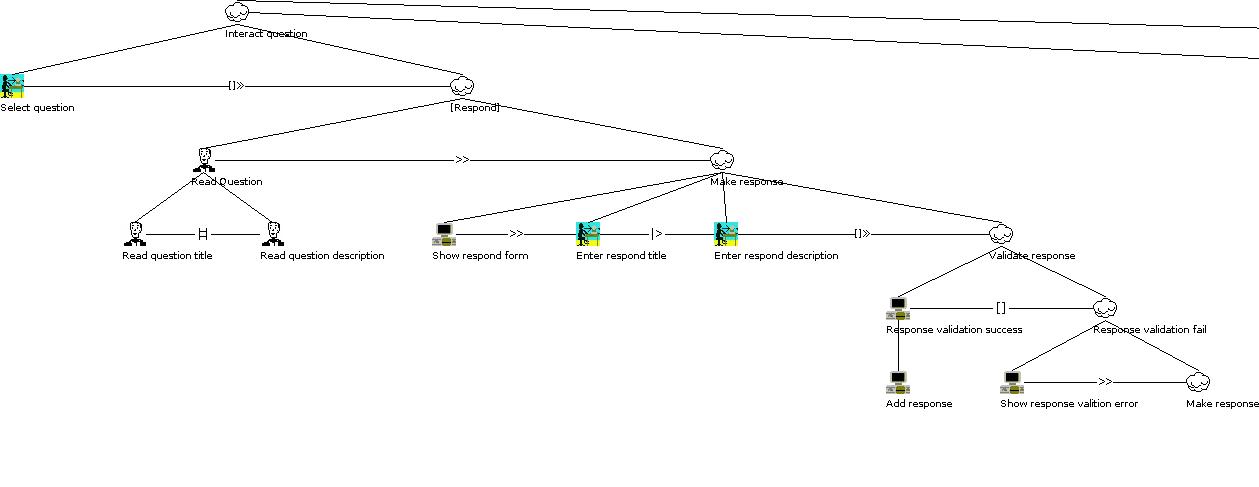 Interact question
[]>>
Select question
[Respond]
>>
Read Question
Make response
|=|
>>
|>
[]>>
Read question title
Read question description
Show respond form
Enter respond title
Enter respond description
Validate response
[]
Response validation success
Response validation fail
>>
Add response
Show response valition error
Make response